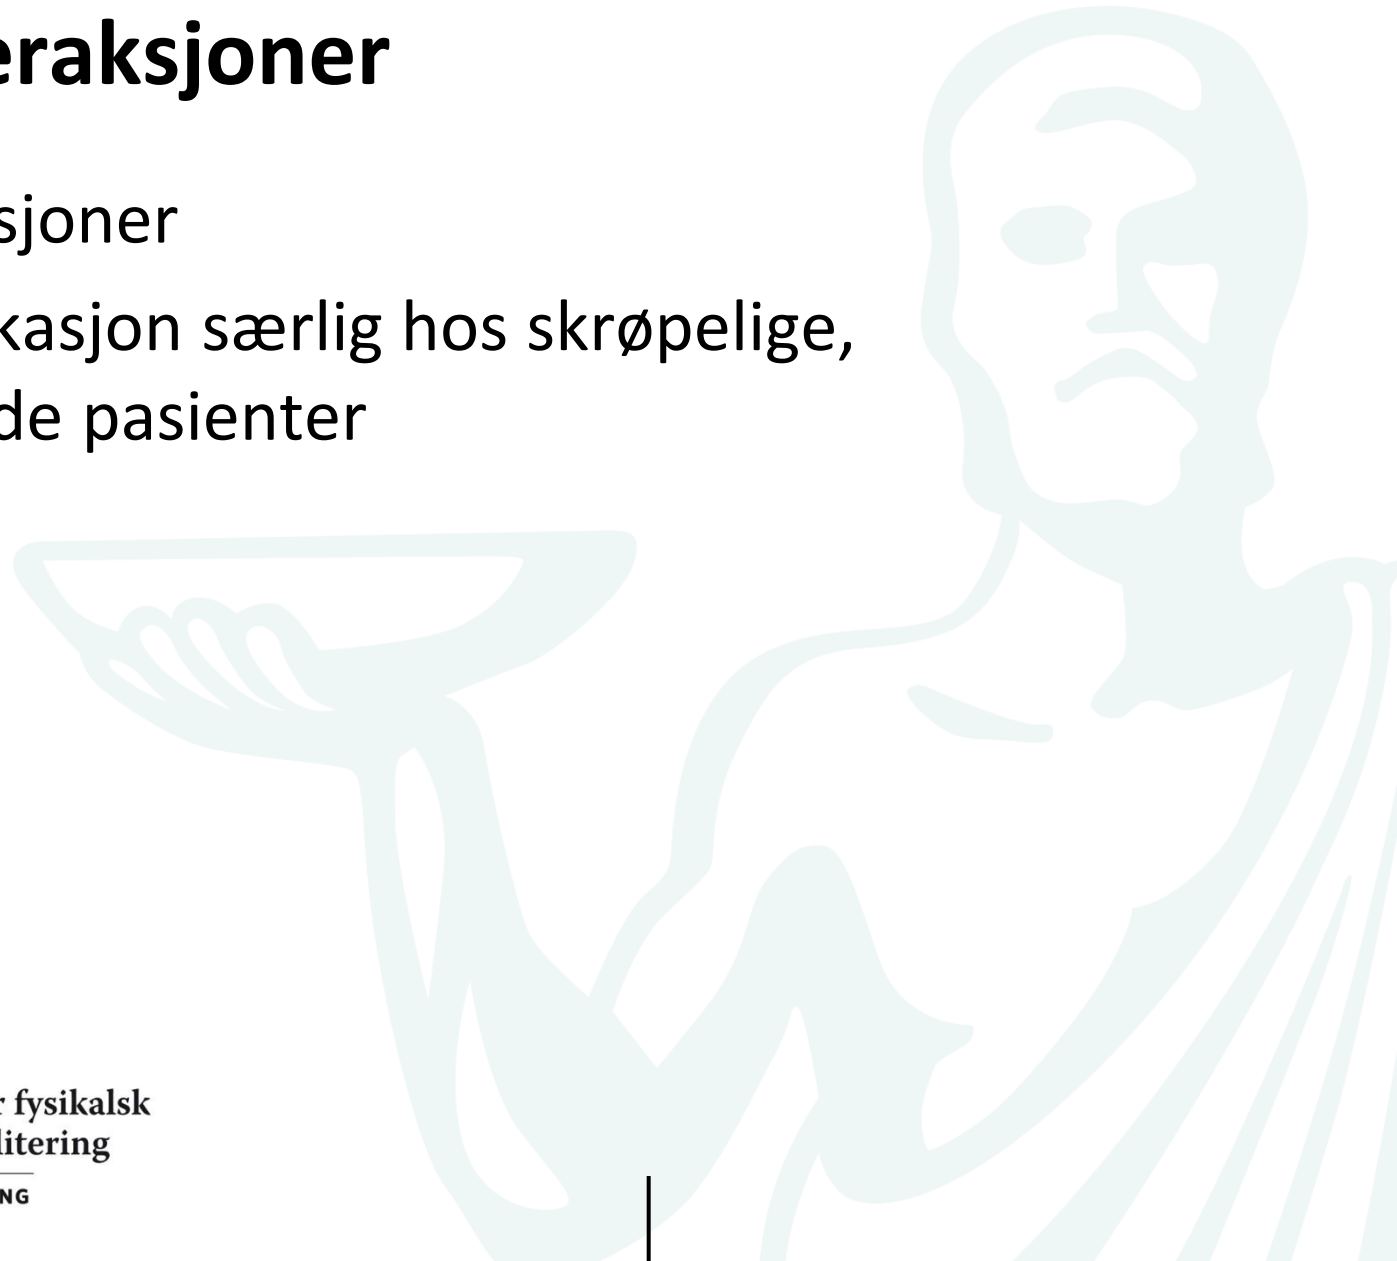 eraksjoner
sjoner
kasjon særlig hos skrøpelige,
de pasienter
r fysikalsk
litering
NG